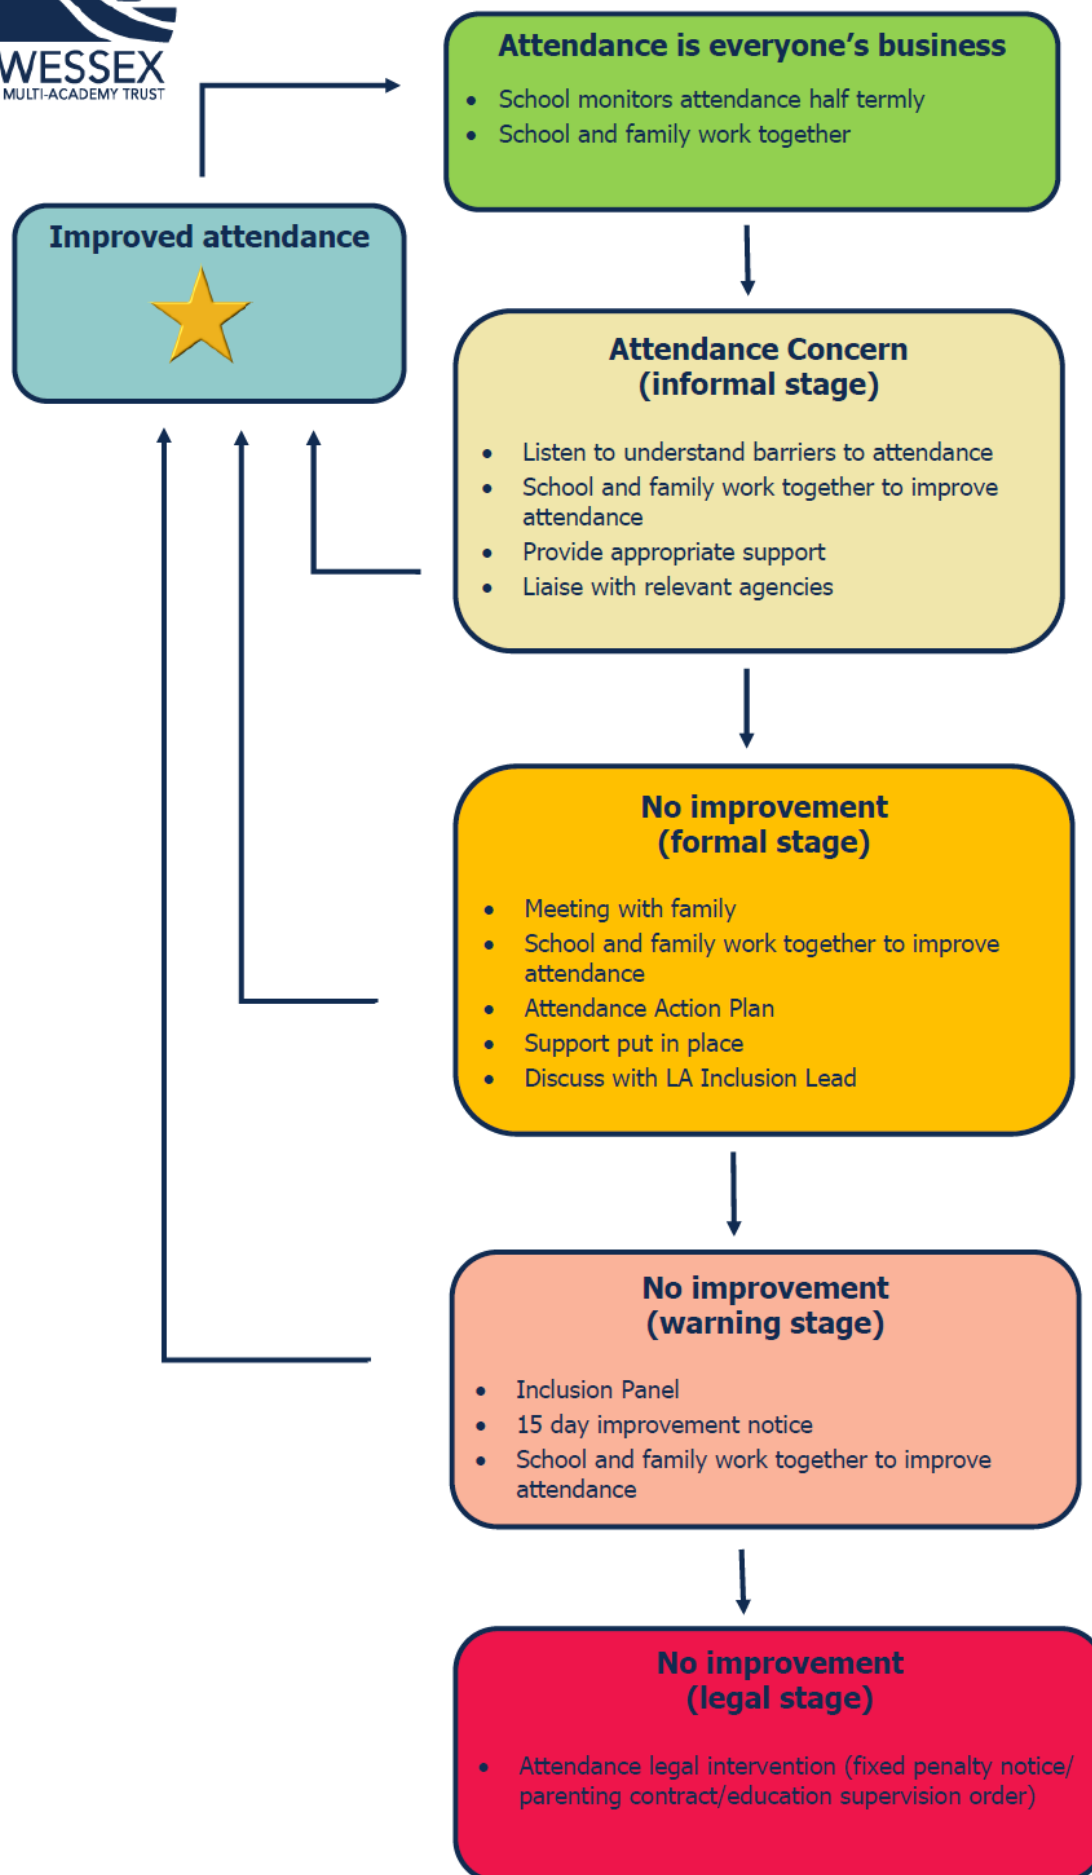 WESSEX
MULTI-ACADEMY TRUST
Attendance is everyone's business
• School monitors attendance half termly
• School and family work together
Improved attendance
Attendance Concern
(informal stage)
• Listen to understand barriers to attendance
• School and family work together to improve
attendance
• Provide appropriate support
• Liaise with relevant agencies
No improvement
(formal stage)
• Meeting with family
• School and family work together to improve
attendance
• Attendance Action Plan
• Support put in place
• Discuss with LA Inclusion Lead
No improvement
(warning stage)
• Inclusion Panel
• 15 day improvement notice
• School and family work together to improve
attendance
No improvement
(legal stage)
• Attendance legal intervention (fixed penalty notice/
parenting contract/education supervision order)